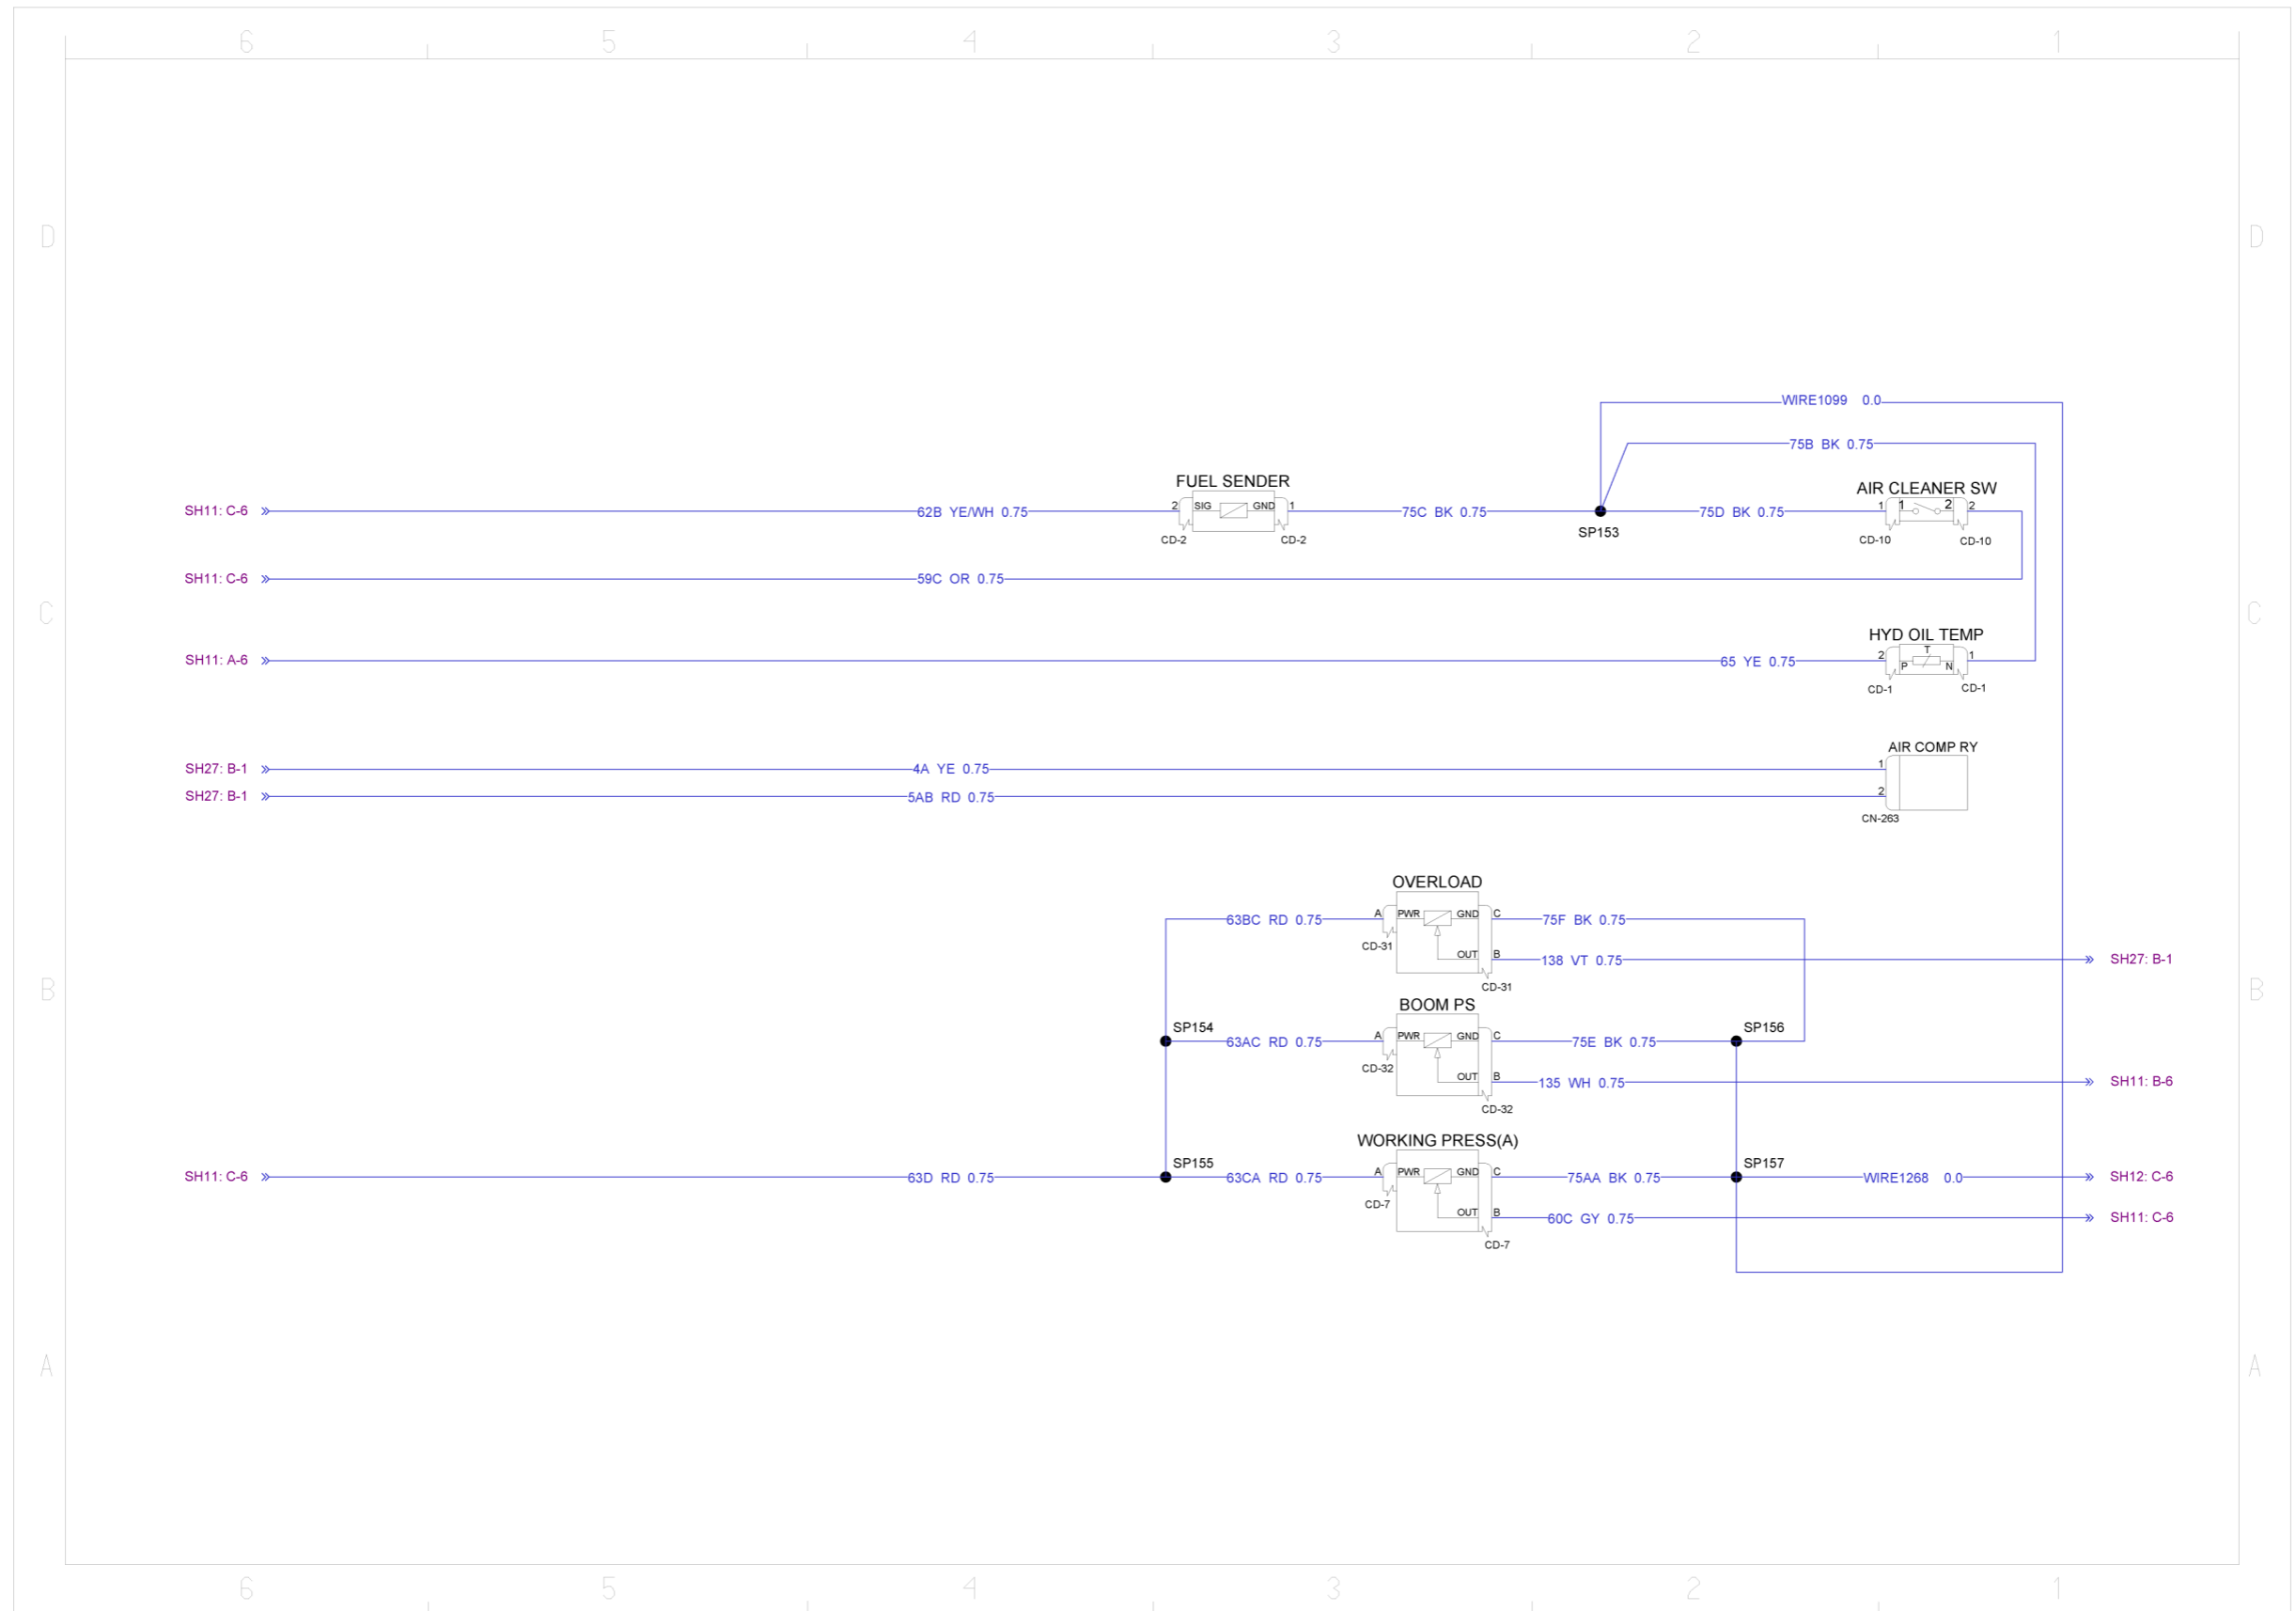 6 5 4 3 2 1
D D
WIRE1099 0.0
75B BK 0.75
FUEL SENDER
AIR CLEANER SW
SH11: C-6 62B YE/WH 0.75 2 SIG GND 1 75C BK 0.75 75D BK 0.75 1 1 2 2
SP153
CD-2 CD-2 CD-10 CD-10
SH11: C-6 59C OR 0.75
C C
HYD OIL TEMP
SH11: A-6 65 YE 0.75 2 P T N 1
CD-1 CD-1
AIR COMP RY
SH27: B-1 4A YE 0.75 1
SH27: B-1 5AB RD 0.75 2
CN-263
OVERLOAD
63BC RD 0.75 A PWR GND C 75F BK 0.75
CD-31
OUT B 138 VT 0.75 SH27: B-1
CD-31
B B
BOOM PS
SP154 SP156
63AC RD 0.75 A PWR GND C 75E BK 0.75
CD-32
OUT B 135 WH 0.75 SH11: B-6
CD-32
WORKING PRESS(A)
SP155 SP157
SH11: C-6 63D RD 0.75 63CA RD 0.75 A PWR GND C 75AA BK 0.75 WIRE1268 0.0 SH12: C-6
CD-7
OUT B 60C GY 0.75 SH11: C-6
CD-7
A A
6 5 4 3 2 1